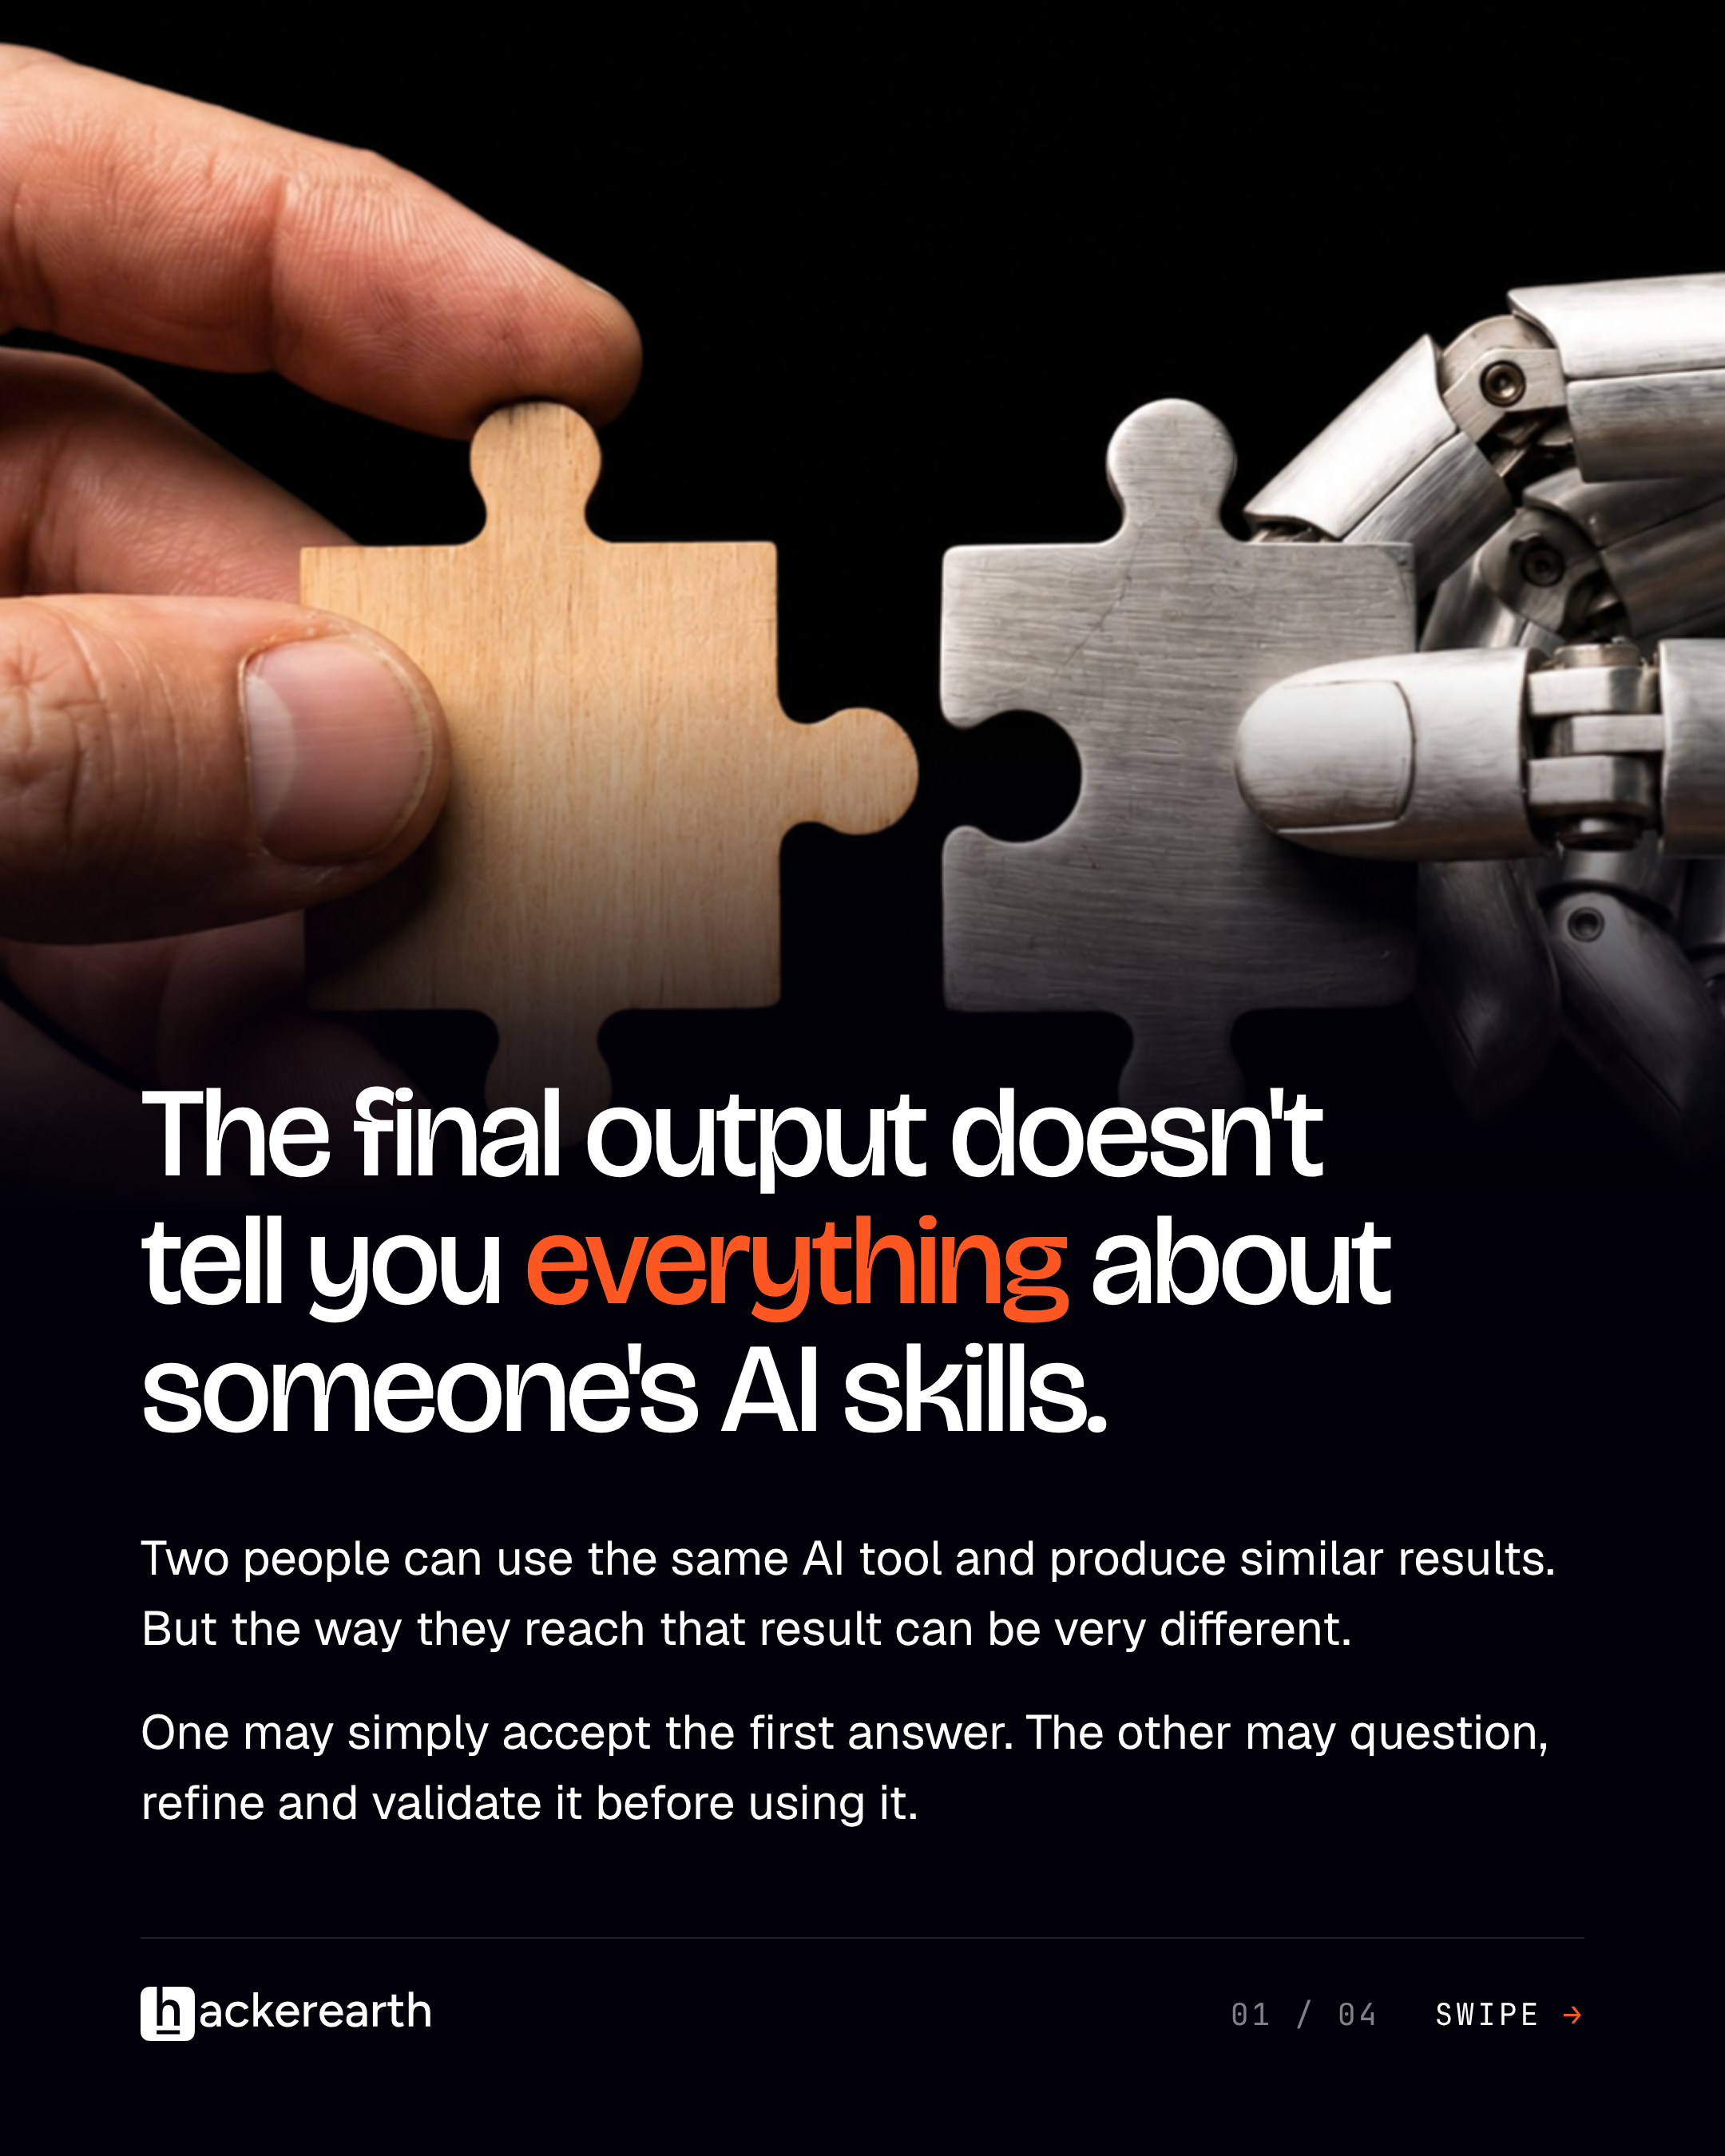 The final output doesn't
tell you everything about
someone's AI skills.
Two people can use the same AI tool and produce similar results.
But the way they reach that result can be very different.
One may simply accept the first answer. The other may question,
refine and validate it before using it.
hackerearth
01 / 04 SWIPE →